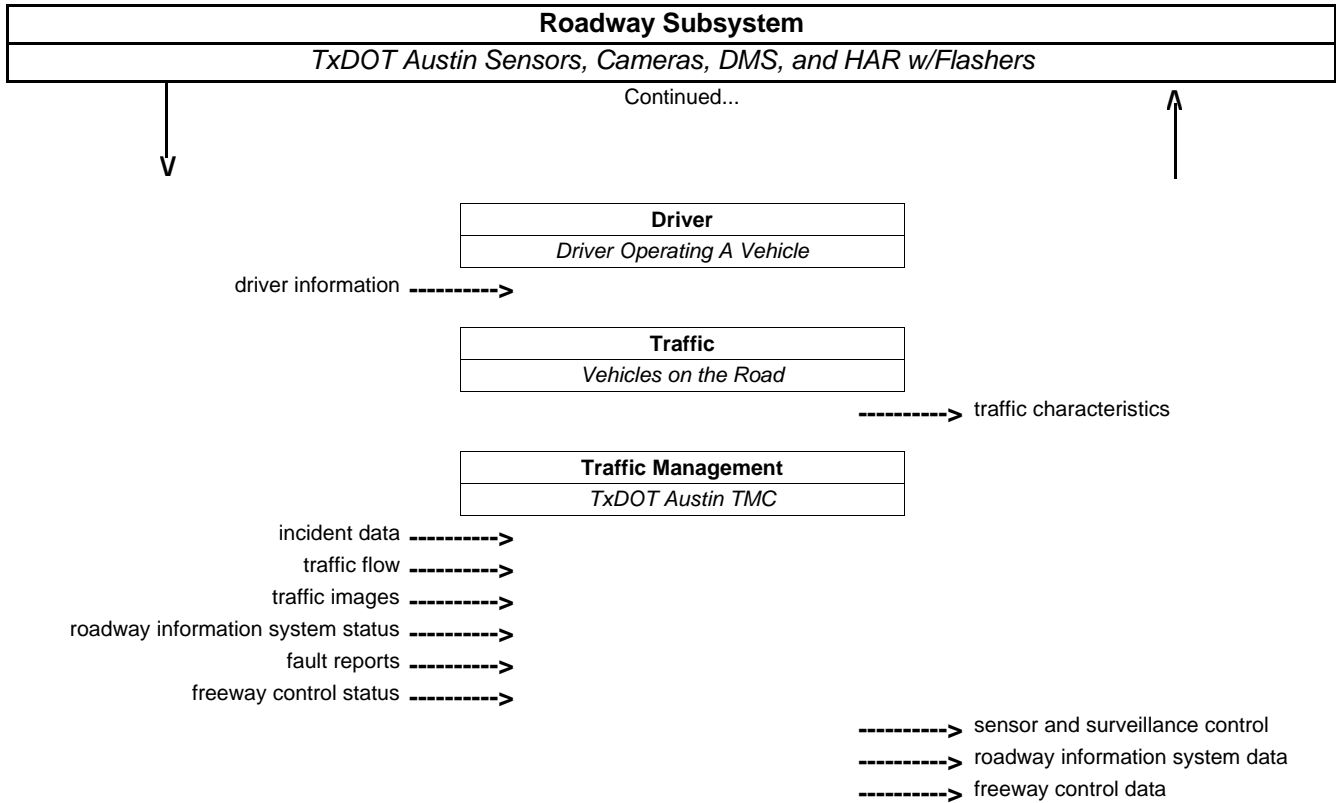 Roadway Subsystem
TxDOT Austin Sensors, Cameras, DMS, and HAR w/Flashers
Continued...
Driver
Driver Operating A Vehicle
driver information ---------->
Traffic
Vehicles on the Road
----------> traffic characteristics
Traffic Management
TxDOT Austin TMC
incident data ---------->
traffic flow ---------->
traffic images ---------->
roadway information system status ---------->
fault reports ---------->
freeway control status ---------->
----------> sensor and surveillance control
----------> roadway information system data
----------> freeway control data